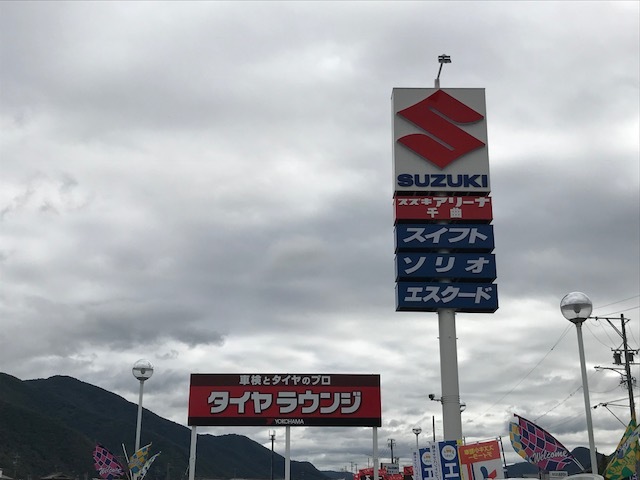 SUZUKI
スズキアリーナ
千曲
スイフト
ソリオ
エスクード
車検とタイヤのプロ
タイヤ ラウンジ
YOKOHAMA
Welcome